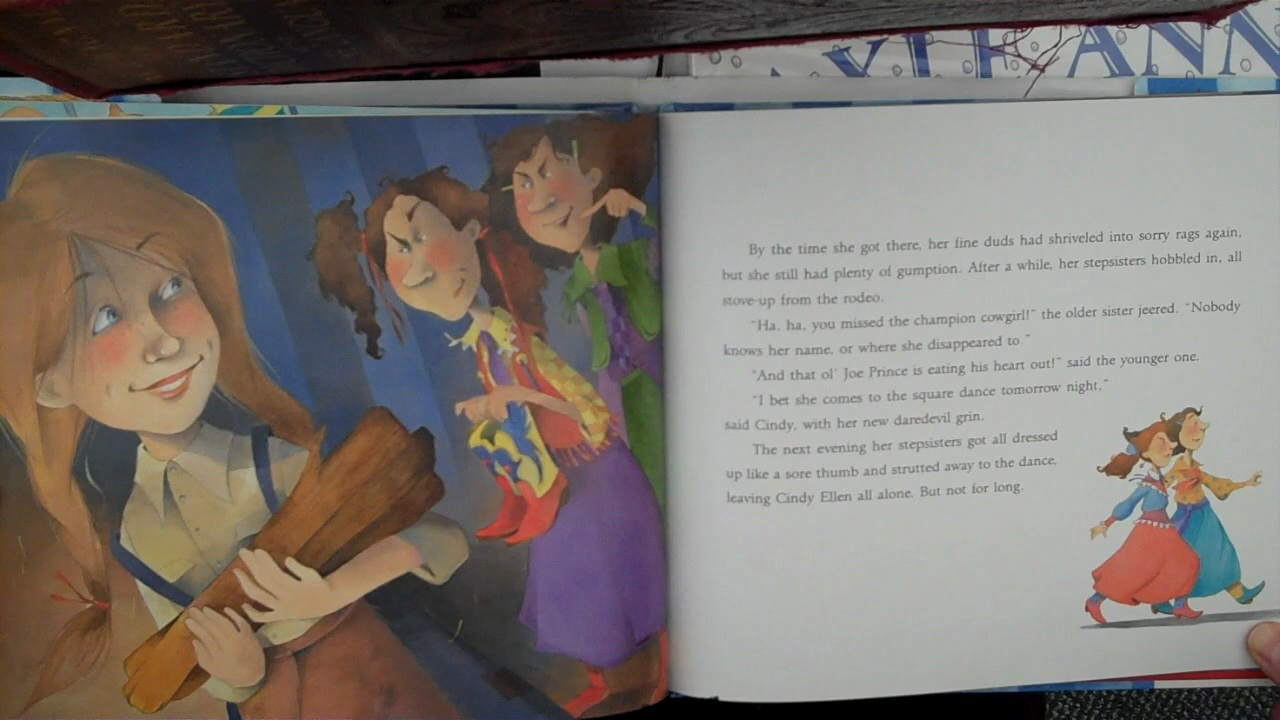 By the time she got there, her fine duds had shriveled into sorry rags again,
but she still had plenty of gumption. After a while, her stepsisters hobbled in, all
stove-up from the rodeo.
"Ha, ha, you missed the champion cowgirl!" the older sister jeered. "Nobody
knows her name, or where she disappeared to."
"And that ol' Joe Prince is eating his heart out!" said the younger one.
"I bet she comes to the square dance tomorrow night,"
said Cindy, with her new daredevil grin.
The next evening her stepsisters got all dressed
up like a sore thumb and strutted away to the dance,
leaving Cindy Ellen all alone. But not for long.